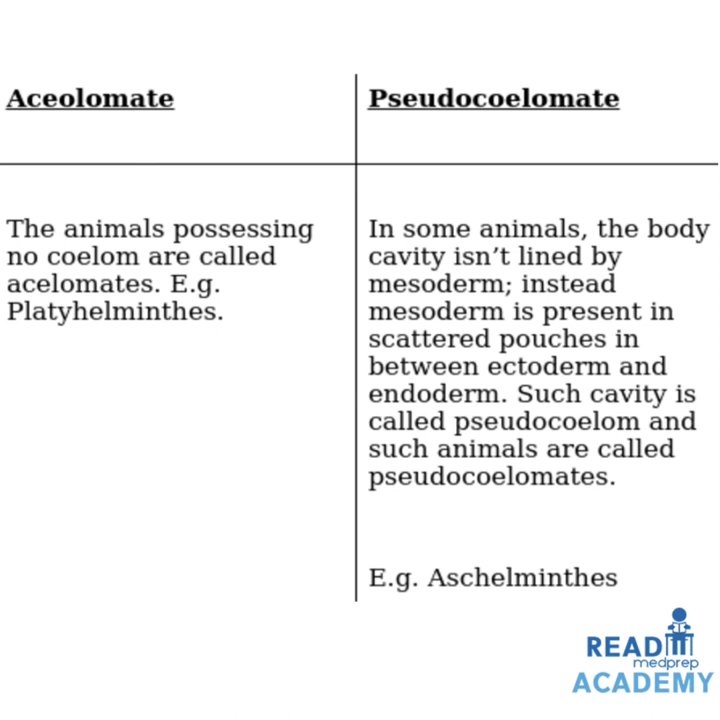 Aceolomate
Pseudocoelomate
The animals possessing
no coelom are called
acelomates. E.g.
Platyhelminthes.
In some animals, the body
cavity isn’t lined by
mesoderm; instead
mesoderm is present in
scattered pouches in
between ectoderm and
endoderm. Such cavity is
called pseudocoelom and
such animals are called
pseudocoelomates.
E.g. Aschelminthes
READ
medprep
ACADEMY